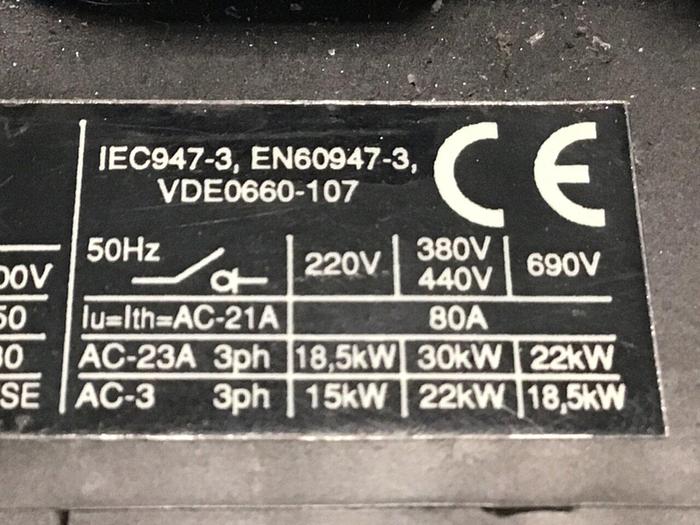 IEC947-3, EN60947-3, CE
VDE0660-107
50Hz 220V 380V 440V 690V
00V
50 Iu=Ith=AC-21A 80A
30 AC-23A 3ph 18,5kW 30kW 22kW
SE AC-3 3ph 15kW 22kW 18,5kW